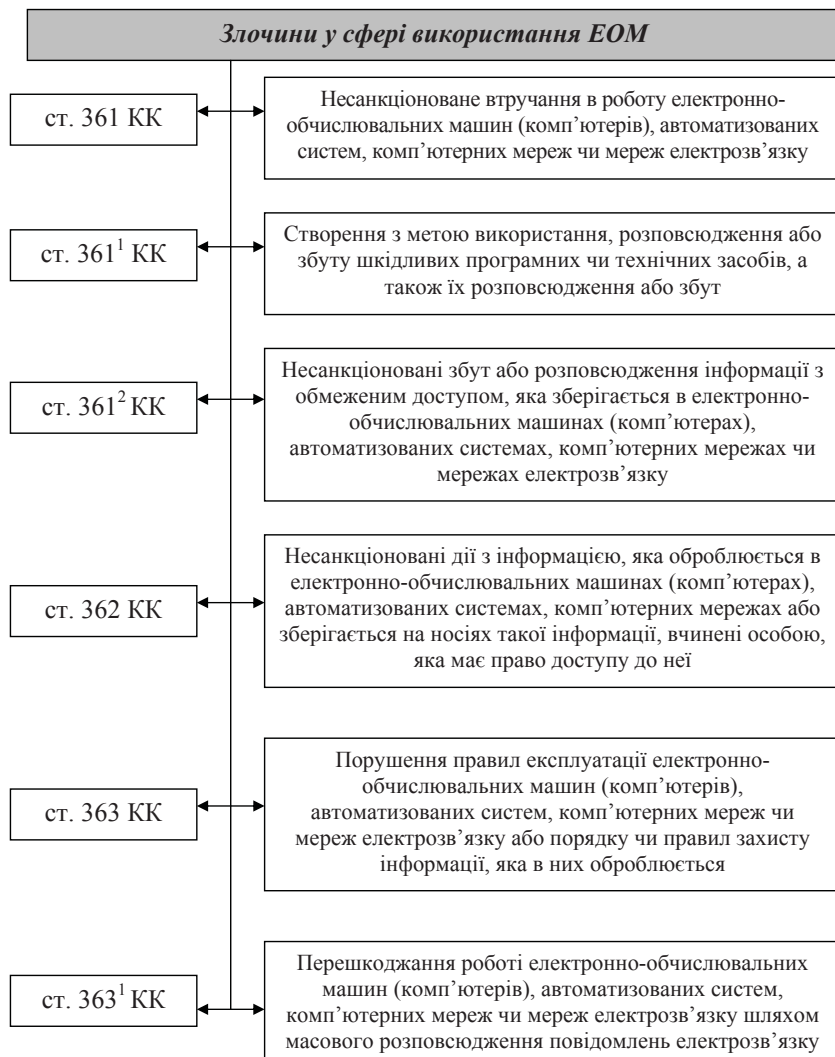 Злочини у сфері використання ЕОМ
ст. 361 КК
Несанкціоноване втручання в роботу електронно-
обчислювальних машин (комп’ютерів), автоматизованих
систем, комп’ютерних мереж чи мереж електрозв’язку
ст. 361¹ КК
Створення з метою використання, розповсюдження або
збуту шкідливих програмних чи технічних засобів, а
також їх розповсюдження або збут
ст. 361² КК
Несанкціоновані збут або розповсюдження інформації з
обмеженим доступом, яка зберігається в електронно-
обчислювальних машинах (комп’ютерах),
автоматизованих системах, комп’ютерних мережах чи
мережах електрозв’язку
ст. 362 КК
Несанкціоновані дії з інформацією, яка оброблюється в
електронно-обчислювальних машинах (комп’ютерах),
автоматизованих системах, комп’ютерних мережах або
зберігається на носіях такої інформації, вчинені особою,
яка має право доступу до неї
ст. 363 КК
Порушення правил експлуатації електронно-
обчислювальних машин (комп’ютерів),
автоматизованих систем, комп’ютерних мереж чи
мереж електрозв’язку або порядку чи правил захисту
інформації, яка в них оброблюється
ст. 363¹ КК
Перешкоджання роботі електронно-обчислювальних
машин (комп’ютерів), автоматизованих систем,
комп’ютерних мереж чи мереж електрозв’язку шляхом
масового розповсюдження повідомлень електрозв’язку